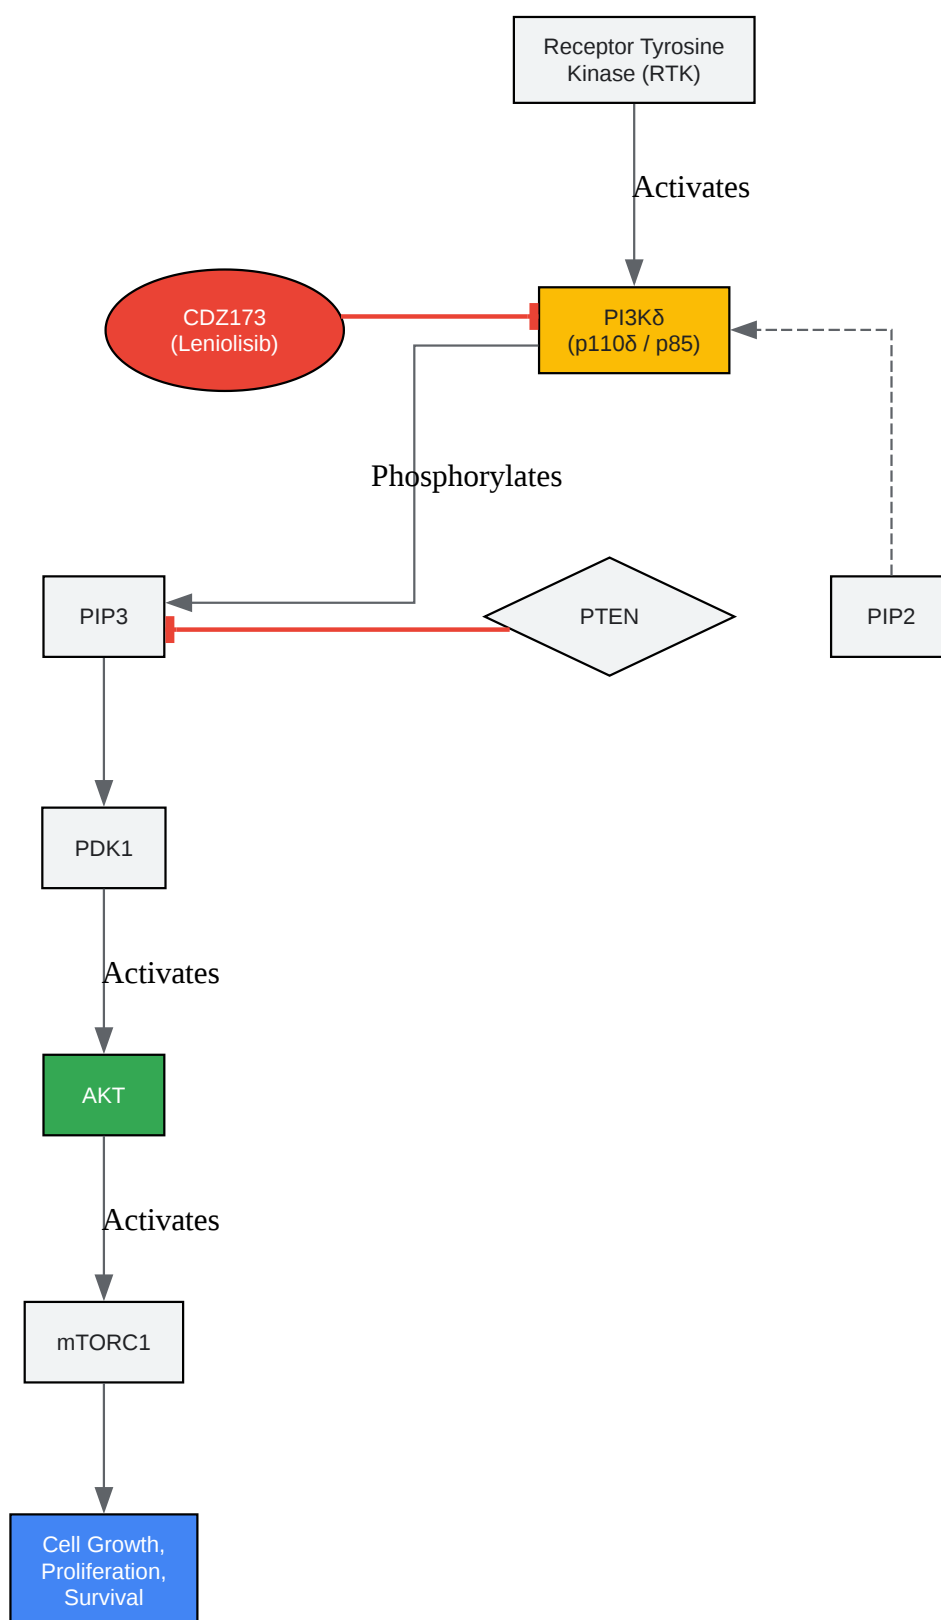 Receptor Tyrosine
Kinase (RTK)
Activates
CDZ173
(Leniolisib)
PI3Kδ
(p110δ / p85)
Phosphorylates
PIP3
PTEN
PIP2
PDK1
Activates
AKT
Activates
mTORC1
Cell Growth,
Proliferation,
Survival